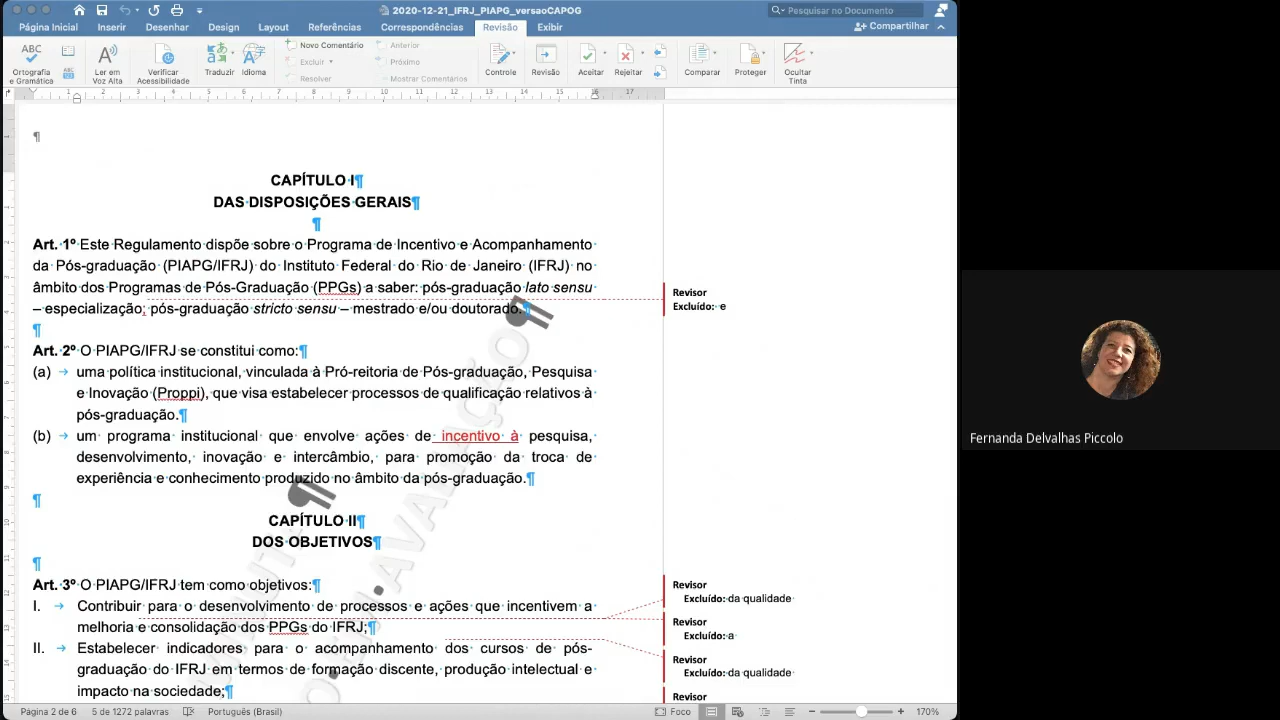 2020-12-21_IFRJ_PIAPG_versaoCAPOG
Pesquisar no Documento
Página Inicial Inserir Desenhar Design Layout Referências Correspondências Revisão Exibir
Compartilhar
Ortografia e Gramática
Ler em Voz Alta
Verificar Acessibilidade
Traduzir
Idioma
Novo Comentário
Excluir
Resolver
Anterior
Próximo
Mostrar Comentários
Controle
Revisão
Aceitar
Rejeitar
Comparar
Proteger
Ocultar Tinta
CAPÍTULO I¶
DAS DISPOSIÇÕES GERAIS¶
Art. 1º Este Regulamento dispõe sobre o Programa de Incentivo e Acompanhamento
da Pós-graduação (PIAPG/IFRJ) do Instituto Federal do Rio de Janeiro (IFRJ) no
âmbito dos Programas de Pós-Graduação (PPGs) a saber: pós-graduação lato sensu
– especialização; pós-graduação stricto sensu – mestrado e/ou doutorado.¶
Revisor
Excluído: e
Art. 2º O PIAPG/IFRJ se constitui como:¶
(a) → uma política institucional, vinculada à Pró-reitoria de Pós-graduação, Pesquisa
e Inovação (Proppi), que visa estabelecer processos de qualificação relativos à
pós-graduação.¶
(b) → um programa institucional que envolve ações de incentivo à pesquisa,
desenvolvimento, inovação e intercâmbio, para promoção da troca de
experiência e conhecimento produzido no âmbito da pós-graduação.¶
CAPÍTULO II¶
DOS OBJETIVOS¶
Art. 3º O PIAPG/IFRJ tem como objetivos:¶
I. → Contribuir para o desenvolvimento de processos e ações que incentivem a
melhoria e consolidação dos PPGs do IFRJ;¶
II. → Estabelecer indicadores para o acompanhamento dos cursos de pós-
graduação do IFRJ em termos de formação discente, produção intelectual e
impacto na sociedade;¶
Revisor
Excluído: da qualidade
Revisor
Excluído: a
Revisor
Excluído: da qualidade
Revisor
Página 2 de 6 5 de 1272 palavras Português (Brasil) Foco 170%
Fernanda Delvalhas Piccolo